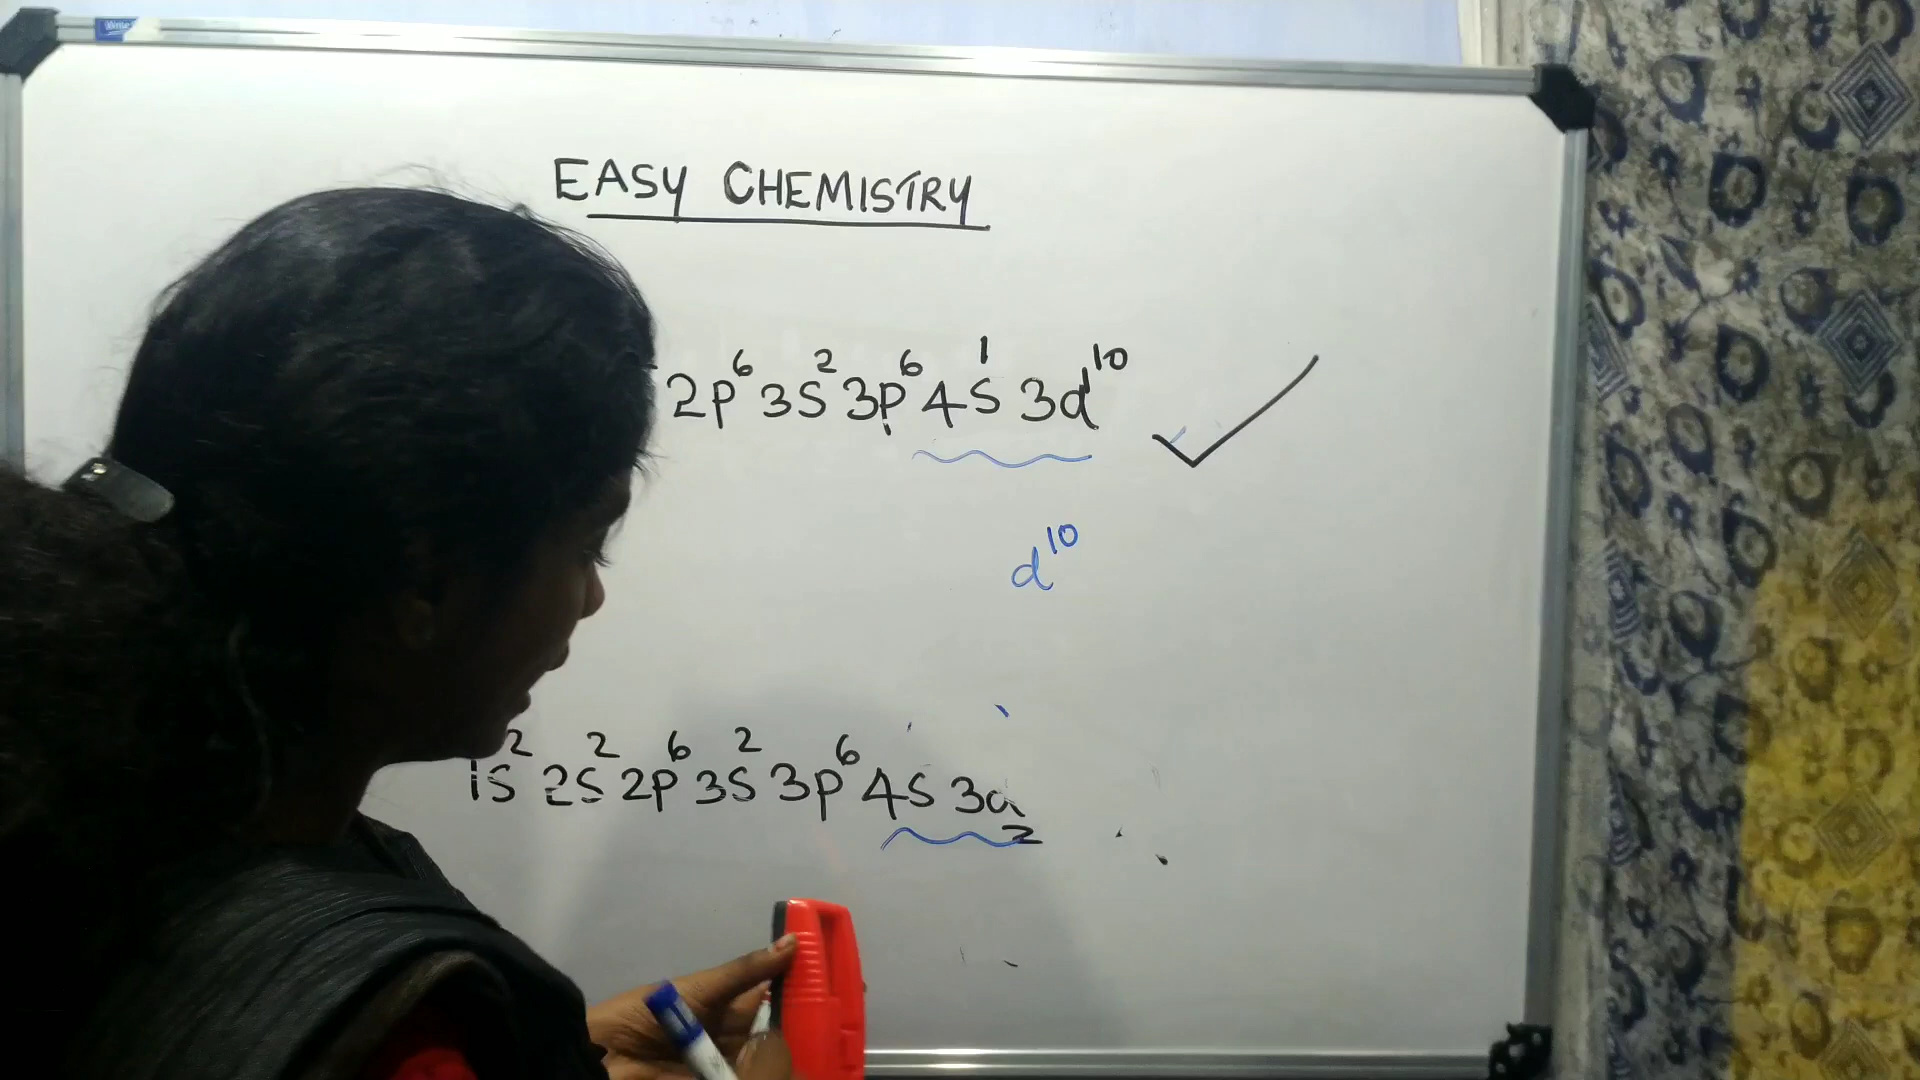 EASY CHEMISTRY
2p⁶ 3s² 3p⁶ 4s¹ 3d¹⁰
d¹⁰
1s² 2s² 2p⁶ 3s² 3p⁶ 4s 3d